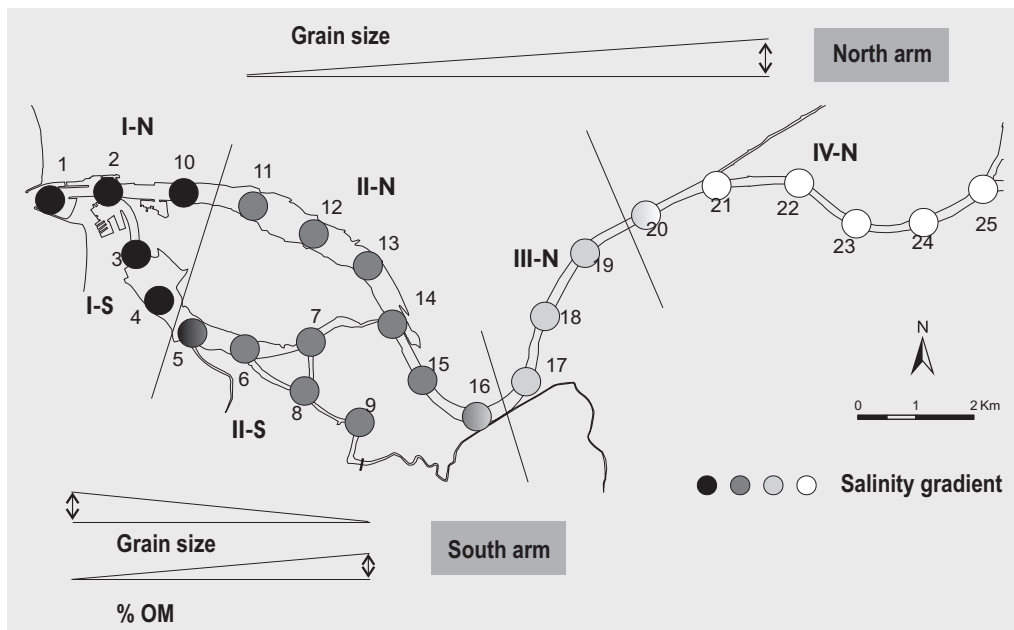 Grain size
North arm
I-N
IV-N
1
2
10
11
II-N
12
13
21
22
23
24
25
20
19
III-N
3
I-S
4
5
6
7
14
18
N
15
17
16
8
9
II-S
0 1 2 Km
Salinity gradient
Grain size
South arm
% OM